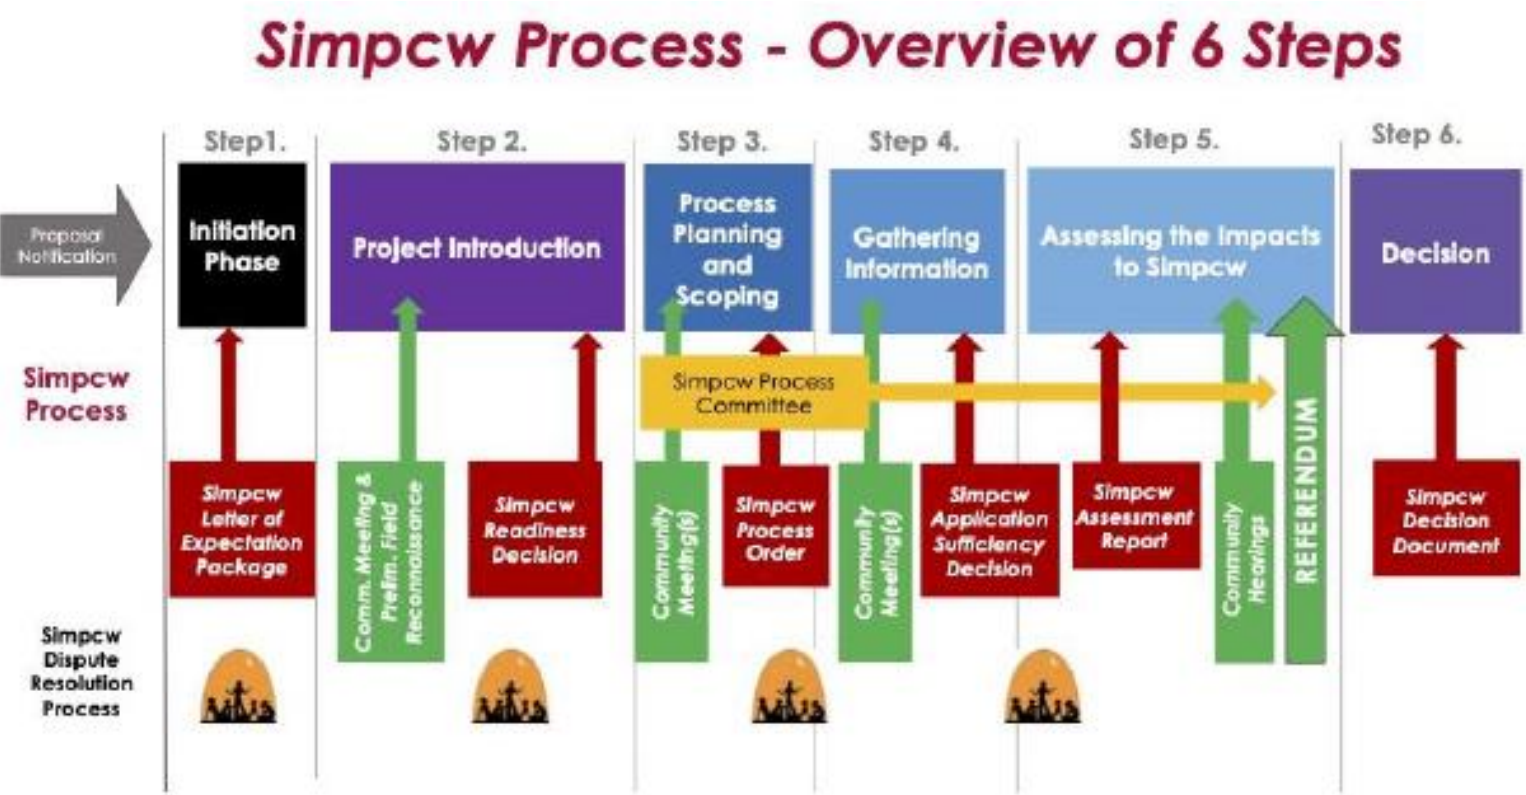 Simpcw Process - Overview of 6 Steps
Step1.
Step 2.
Step 3.
Step 4.
Step 5.
Step 6.
Proposal
Notification
Initiation
Phase
Project Introduction
Process
Planning
and
Scoping
Gathering
Information
Assessing the Impacts
to Simpcw
Decision
Simpcw
Process
Simpcw Process
Committee
Simpcw
Letter of
Expectation
Package
Comm. Meeting &
Prelim. Field
Reconnaissance
Simpcw
Readiness
Decision
Community
Meeting(s)
Simpcw
Process
Order
Community
Meeting(s)
Simpcw
Application
Sufficiency
Decision
Simpcw
Assessment
Report
Community
Hearings
REFERENDUM
Simpcw
Decision
Document
Simpcw
Dispute
Resolution
Process